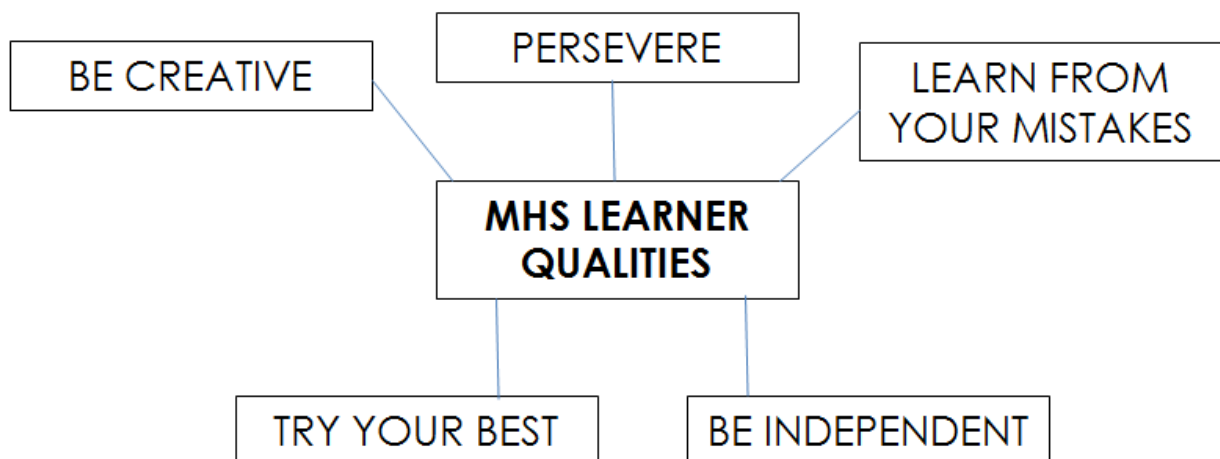 PERSEVERE
BE CREATIVE
LEARN FROM
YOUR MISTAKES
MHS LEARNER
QUALITIES
TRY YOUR BEST
BE INDEPENDENT